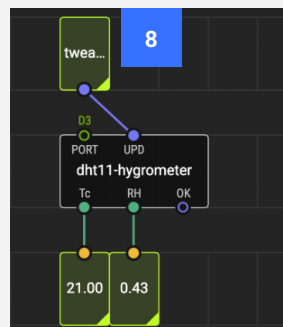 8
twea...
D3
PORT UPD
dht11-hygrometer
Tc RH OK
21.00 0.43